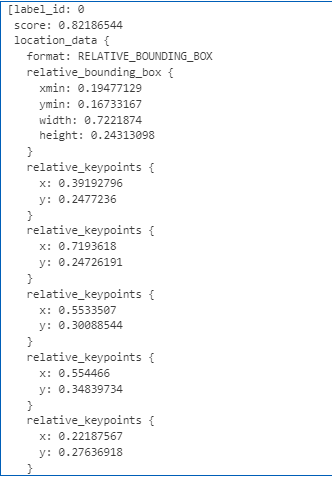 [label_id: 0
 score: 0.82186544
 location_data {
   format: RELATIVE_BOUNDING_BOX
   relative_bounding_box {
     xmin: 0.19477129
     ymin: 0.16733167
     width: 0.7221874
     height: 0.24313098
   }
   relative_keypoints {
     x: 0.39192796
     y: 0.2477236
   }
   relative_keypoints {
     x: 0.7193618
     y: 0.24726191
   }
   relative_keypoints {
     x: 0.5533507
     y: 0.30088544
   }
   relative_keypoints {
     x: 0.554466
     y: 0.34839734
   }
   relative_keypoints {
     x: 0.22187567
     y: 0.27636918
   }